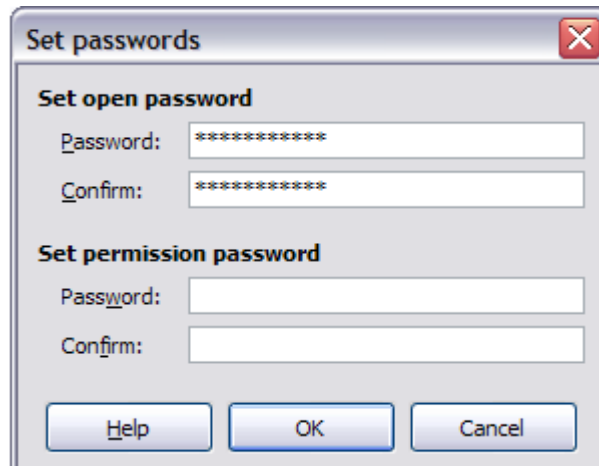 Set passwords
Set open password
Password: ***********
Confirm: ***********
Set permission password
Password:
Confirm:
Help OK Cancel